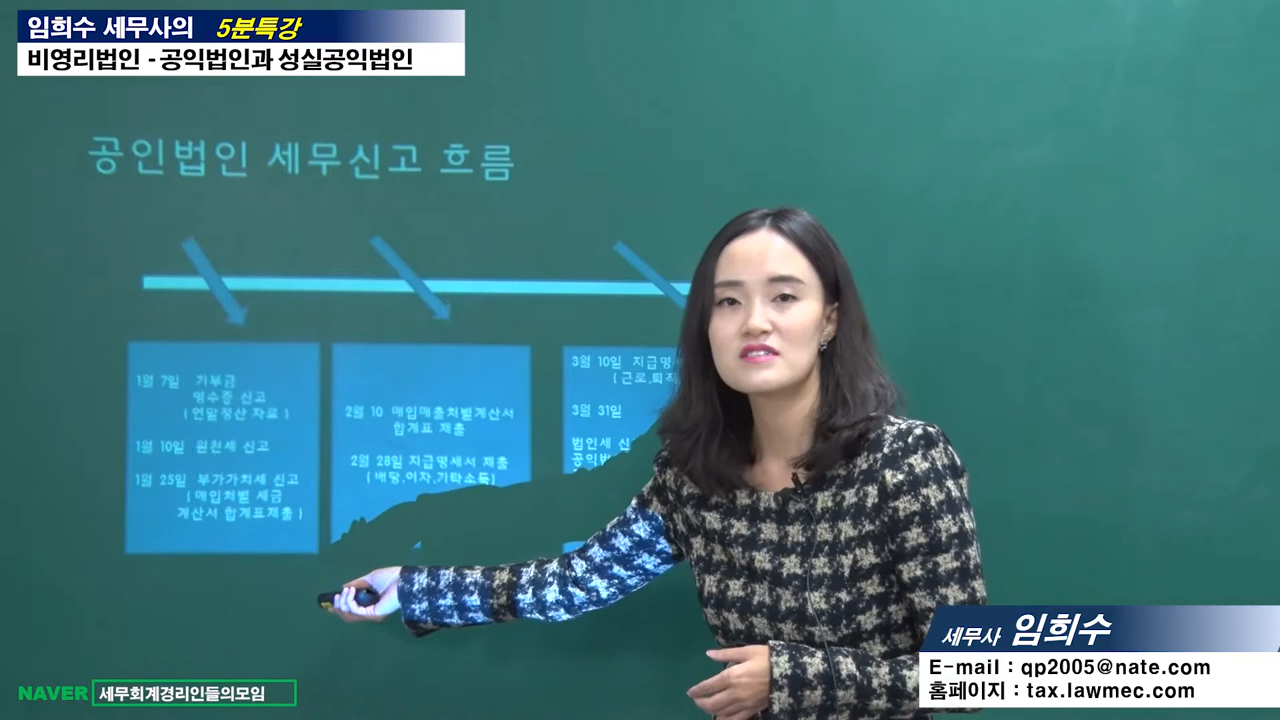 임희수 세무사의 5분특강
비영리법인 - 공익법인과 성실공익법인
공인법인 세무신고 흐름
1월 7일 기부금
영수증 신고
( 연말정산 자료 )
1월 10일 원천세 신고
1월 25일 부가가치세 신고
( 매입처별 세금
계산서 합계표제출 )
2월 10 매입매출처별계산서
합계표 제출
2월 28일 지급명세서 제출
( 배당,이자,기타소득)
3월 10일 지급명세
( 근로,퇴직
3월 31일
법인세 신
공익법
세무사 임희수
E-mail : qp2005@nate.com
홈페이지 : tax.lawmec.com
NAVER 세무회계경리인들의모임